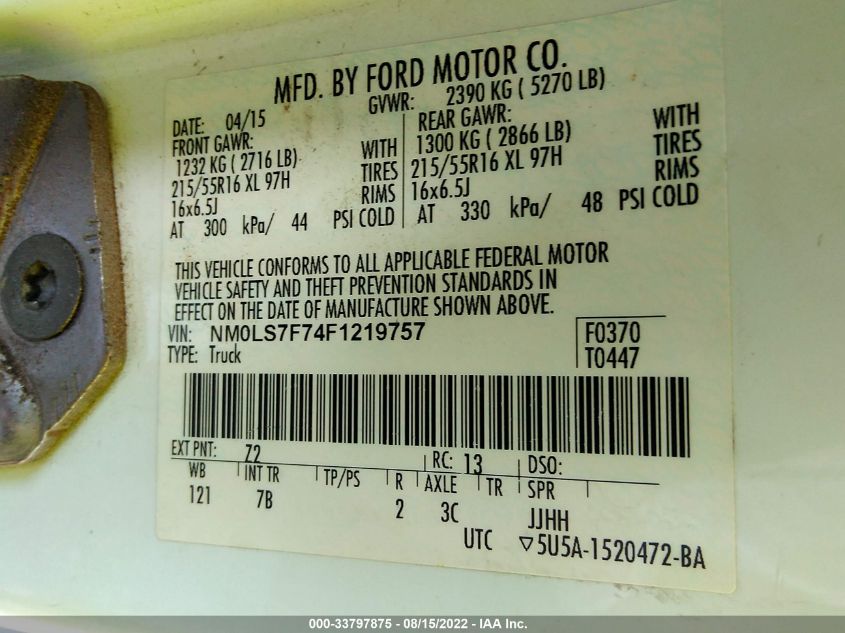 MFD. BY FORD MOTOR CO.
DATE: 04/15 GVWR: 2390 KG ( 5270 LB)
FRONT GAWR: REAR GAWR:
1232 KG ( 2716 LB) WITH 1300 KG ( 2866 LB) WITH
215/55R16 XL 97H TIRES 215/55R16 XL 97H TIRES
16x6.5J RIMS 16x6.5J RIMS
AT 300 kPa/ 44 PSI COLD AT 330 kPa/ 48 PSI COLD
THIS VEHICLE CONFORMS TO ALL APPLICABLE FEDERAL MOTOR
VEHICLE SAFETY AND THEFT PREVENTION STANDARDS IN
EFFECT ON THE DATE OF MANUFACTURE SHOWN ABOVE.
VIN: NM0LS7F74F1219757 F0370
TYPE: Truck T0447
EXT PNT: Z2 RC: 13 DSO:
WB INT TR TP/PS R AXLE TR SPR
121 7B 2 3C JJHH
UTC ▽5U5A-1520472-BA
000-33797875 - 08/15/2022 - IAA Inc.